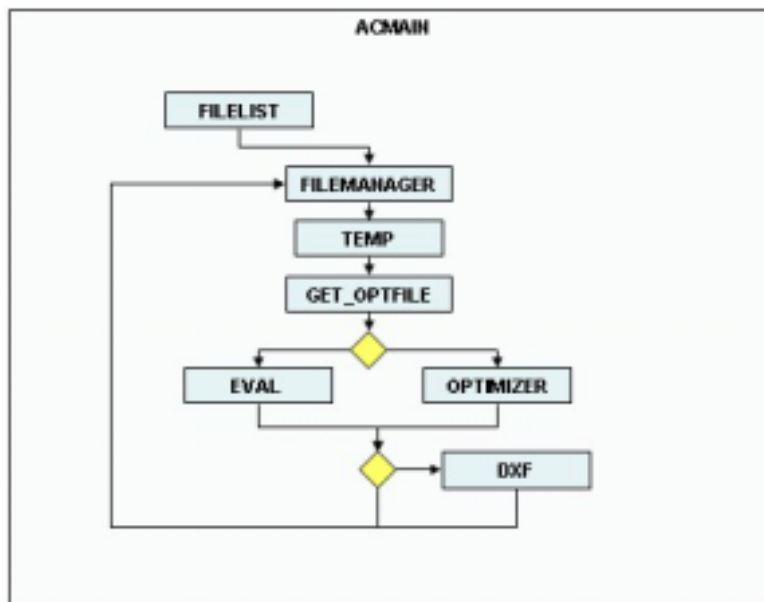 ACMAIN
FILELIST
FILEMANAGER
TEMP
GET_OPTFILE
EVAL
OPTIMIZER
DXF